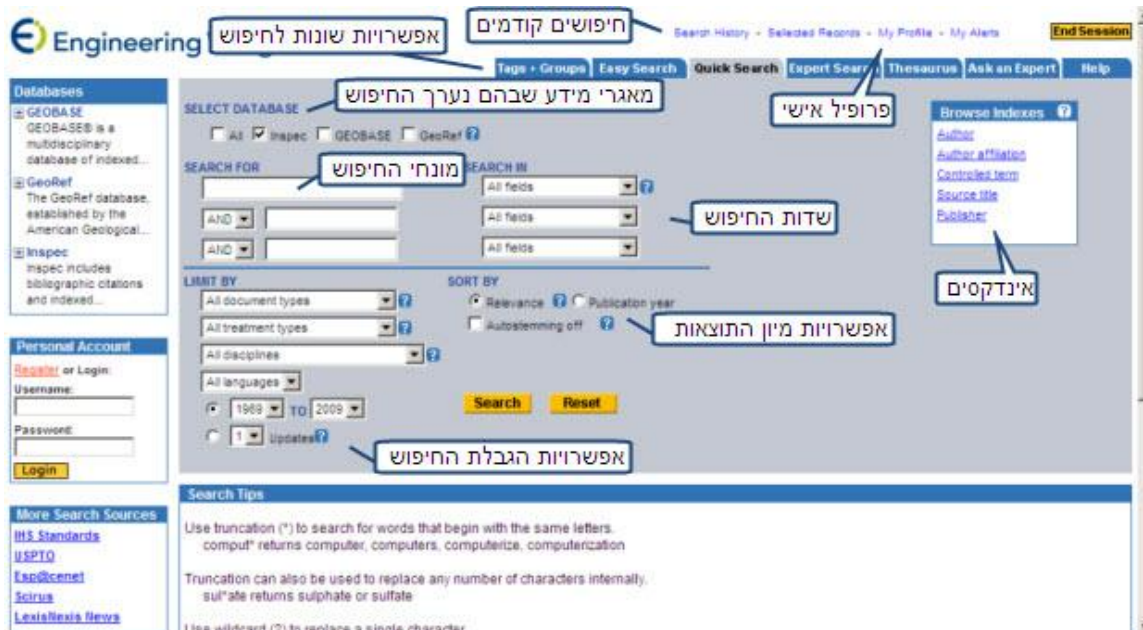 Engineering
אפשרויות שונות לחיפוש
חיפושים קודמים
Search History - Selected Records - My Profile - My Alerts
End Session
Tags + Groups
Easy Search
Quick Search
Expert Search
Thesaurus
Ask an Expert
Help
פרופיל אישי
Databases
GEOBASE
GEOBASE® is a
multidisciplinary
database of indexed...
GeoRef
The GeoRef database,
established by the
American Geological...
Inspec
Inspec includes
bibliographic citations
and indexed...
Personal Account
Register or Login:
Username:
Password:
Login
More Search Sources
IHS Standards
USPTO
Esp@cenet
Scirus
LexisNexis News
SELECT DATABASE
מאגרי מידע שבהם נערך החיפוש
All Inspec GEOBASE GeoRef ?
SEARCH FOR
מונחי החיפוש
SEARCH IN
All fields ?
AND
All fields
AND
All fields
שדות החיפוש
LIMIT BY
All document types ?
All treatment types ?
All disciplines ?
All languages
1969 TO 2009
1 Updates ?
אפשרויות הגבלת החיפוש
SORT BY
Relevance ? Publication year
Autostemming off ?
אפשרויות מיון התוצאות
Search
Reset
Browse Indexes ?
Author
Author affiliation
Controlled term
Source title
Publisher
אינדקסים
Search Tips
Use truncation (*) to search for words that begin with the same letters.
comput* returns computer, computers, computerize, computerization
Truncation can also be used to replace any number of characters internally.
sul*ate returns sulphate or sulfate
Use wildcard (?) to replace a single character.